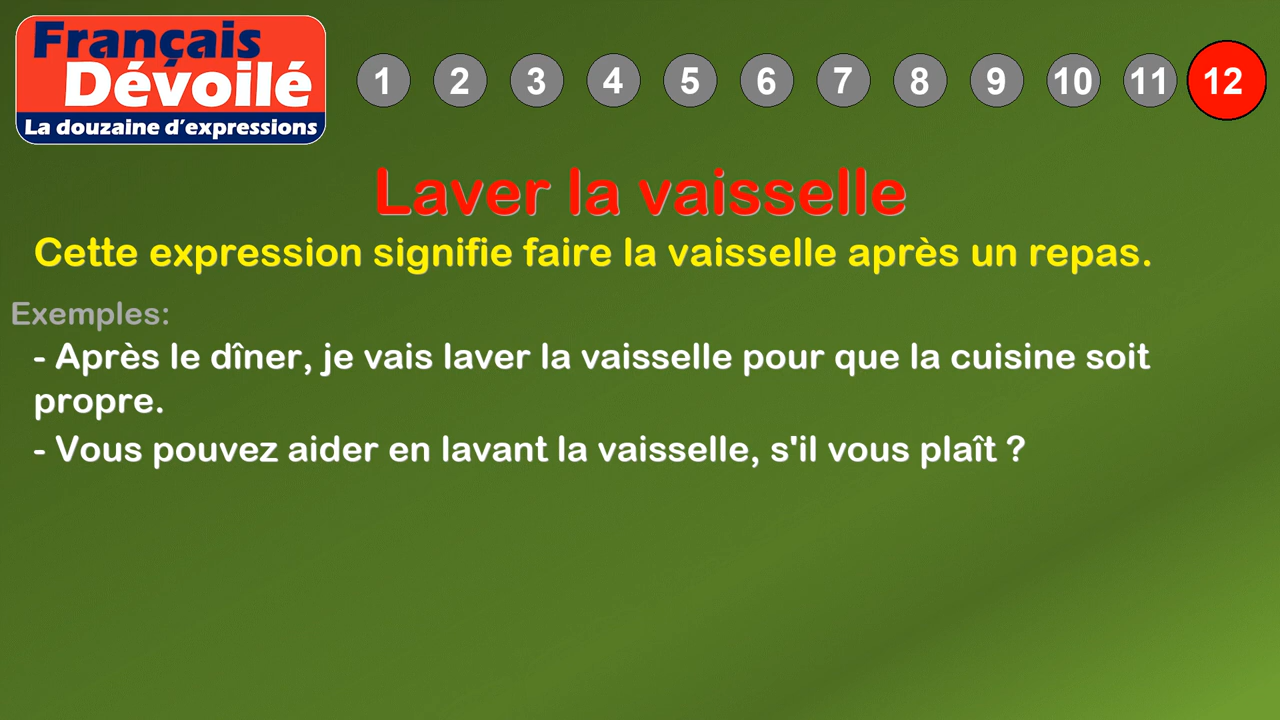 Français
Dévoilé
La douzaine d'expressions
1 2 3 4 5 6 7 8 9 10 11 12
Laver la vaisselle
Cette expression signifie faire la vaisselle après un repas.
Exemples:
- Après le dîner, je vais laver la vaisselle pour que la cuisine soit
propre.
- Vous pouvez aider en lavant la vaisselle, s'il vous plaît ?